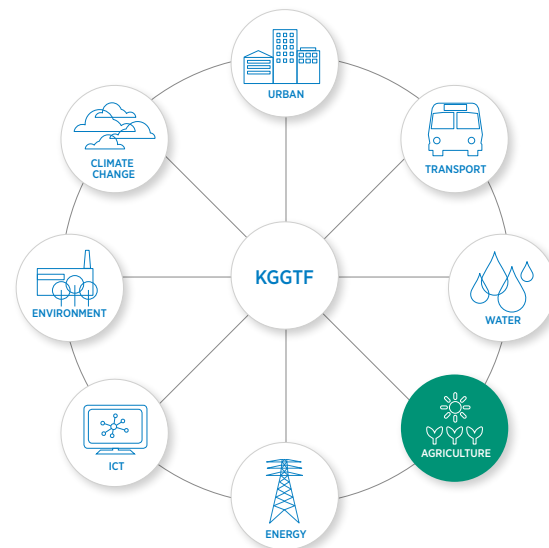 URBAN
CLIMATE
CHANGE
TRANSPORT
KGGTF
ENVIRONMENT
WATER
AGRICULTURE
ICT
ENERGY